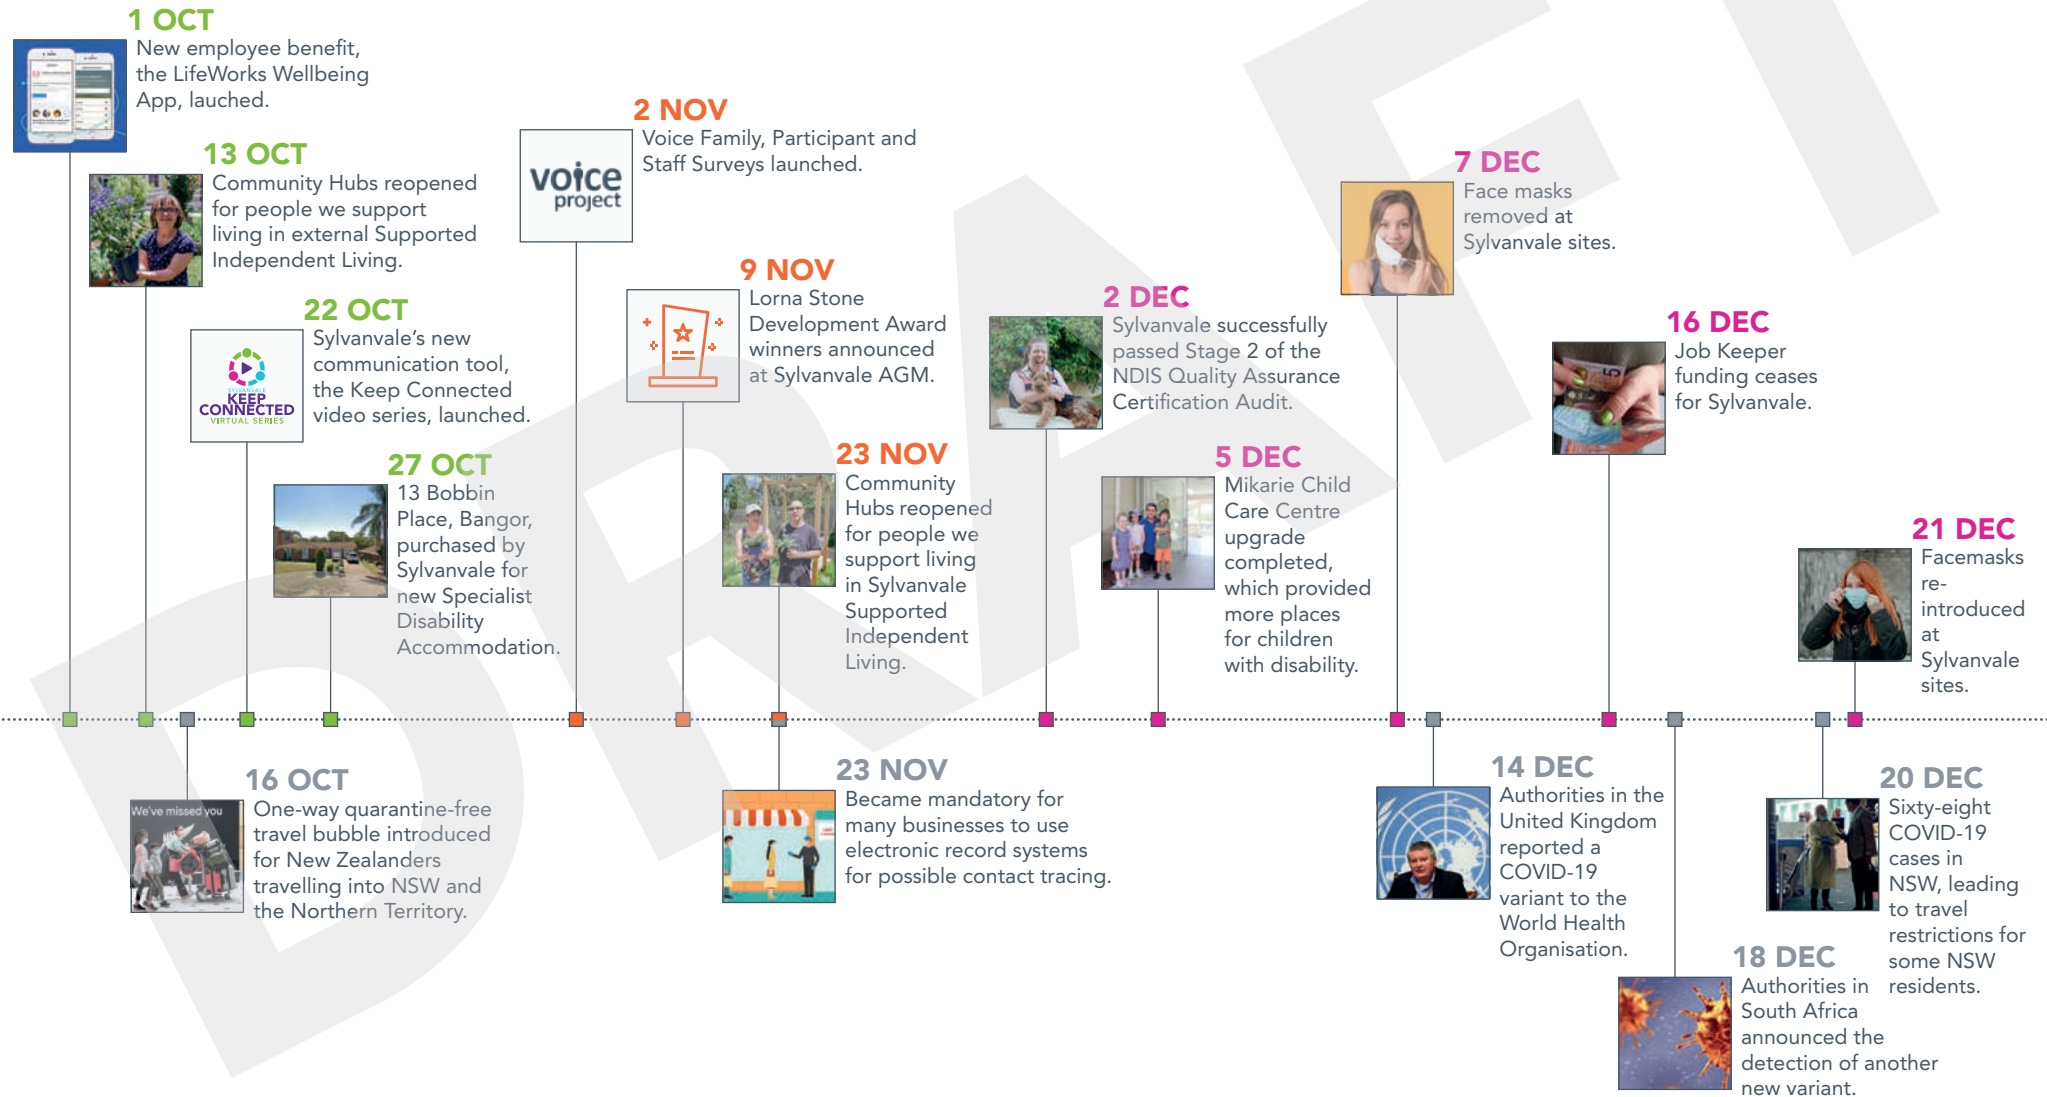 1 OCT
New employee benefit,
the LifeWorks Wellbeing
App, lauched.
13 OCT
Community Hubs reopened
for people we support
living in external Supported
Independent Living.
22 OCT
Sylvanvale's new
communication tool,
the Keep Connected
video series, launched.
SYLVANVALE
KEEP
CONNECTED
VIRTUAL SERIES
27 OCT
13 Bobbin
Place, Bangor,
purchased by
Sylvanvale for
new Specialist
Disability
Accommodation.
2 NOV
Voice Family, Participant and
Staff Surveys launched.
voice
project
9 NOV
Lorna Stone
Development Award
winners announced
at Sylvanvale AGM.
23 NOV
Community
Hubs reopened
for people we
support living
in Sylvanvale
Supported
Independent
Living.
2 DEC
Sylvanvale successfully
passed Stage 2 of the
NDIS Quality Assurance
Certification Audit.
5 DEC
Mikarie Child
Care Centre
upgrade
completed,
which provided
more places
for children
with disability.
7 DEC
Face masks
removed at
Sylvanvale sites.
16 DEC
Job Keeper
funding ceases
for Sylvanvale.
5
21 DEC
Facemasks
re-
introduced
at
Sylvanvale
sites.
16 OCT
One-way quarantine-free
travel bubble introduced
for New Zealanders
travelling into NSW and
the Northern Territory.
We've missed you
23 NOV
Became mandatory for
many businesses to use
electronic record systems
for possible contact tracing.
14 DEC
Authorities in the
United Kingdom
reported a
COVID-19
variant to the
World Health
Organisation.
18 DEC
Authorities in
South Africa
announced the
detection of another
new variant.
20 DEC
Sixty-eight
COVID-19
cases in
NSW, leading
to travel
restrictions for
some NSW
residents.
DRAFT